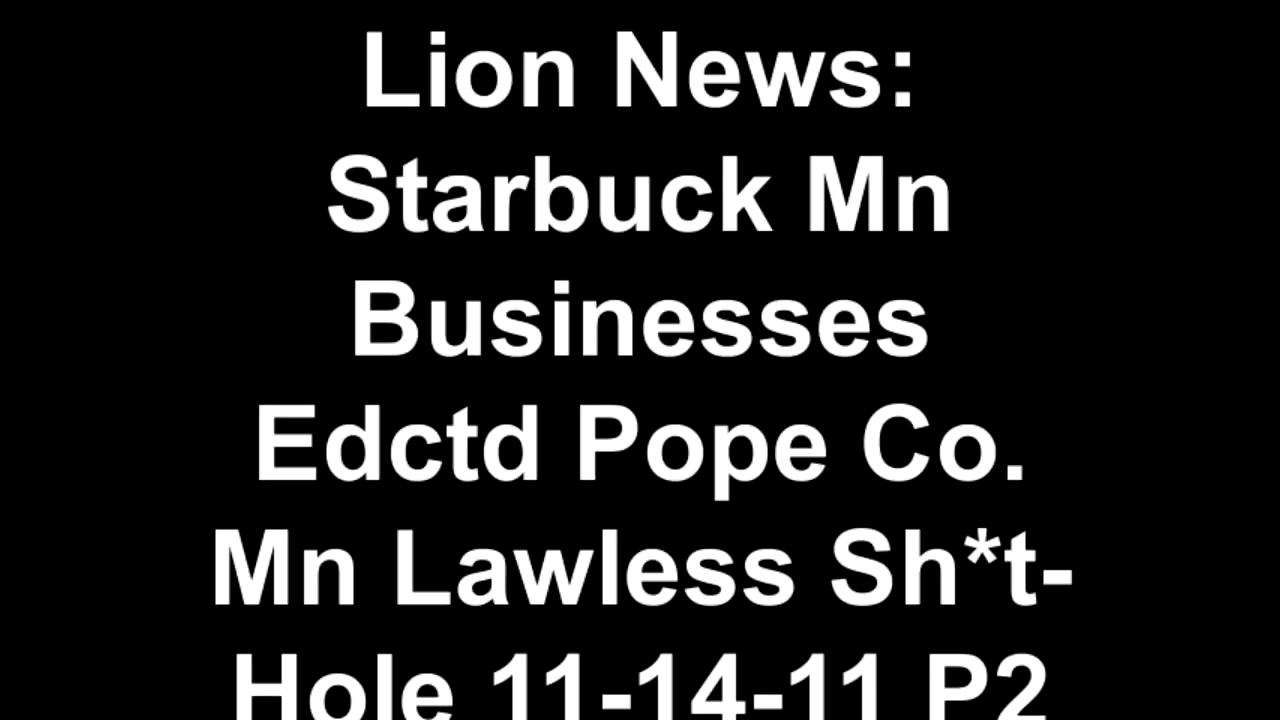 Lion News:
Starbuck Mn
Businesses
Edctd Pope Co.
Mn Lawless Sh*t-
Hole 11-14-11 P2